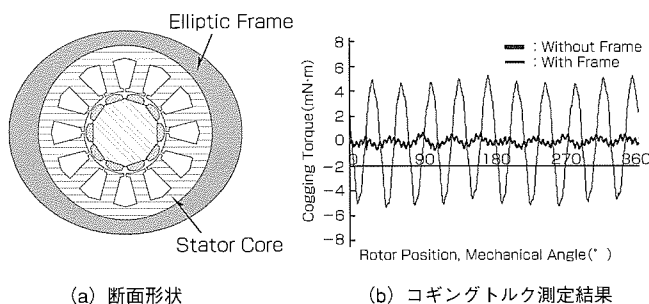 Elliptic Frame
Stator Core
(a) 断面形状
Cogging Torque(mN·m)
8
6
4
2
0
−2
−4
−6
−8
0
90
180
270
360
: Without Frame
: With Frame
Rotor Position, Mechanical Angle(°)
(b) コギングトルク測定結果